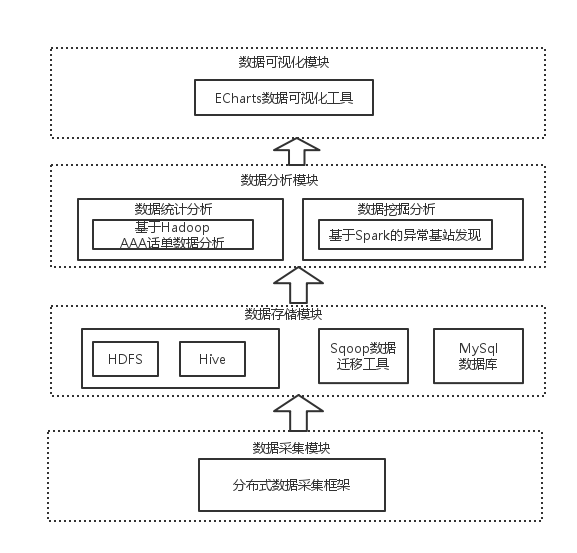 数据可视化模块
ECharts数据可视化工具
数据分析模块
数据统计分析
基于Hadoop
AAA话单数据分析
数据挖掘分析
基于Spark的异常基站发现
数据存储模块
HDFS
Hive
Sqoop数据
迁移工具
MySql
数据库
数据采集模块
分布式数据采集框架